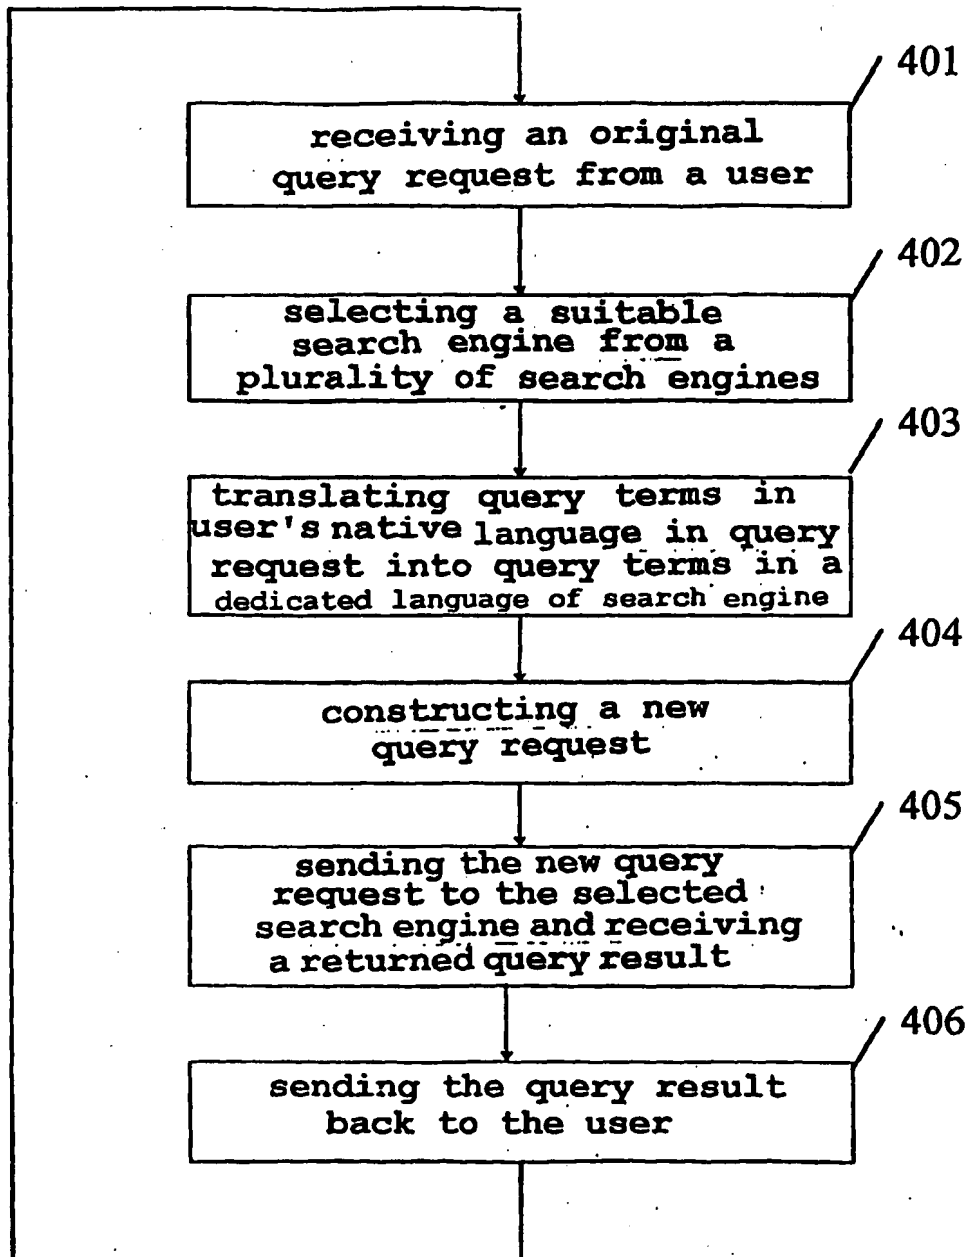 401
receiving an original
query request from a user
402
selecting a suitable
search engine from a
plurality of search engines
403
translating query terms in
user's native language in query
request into query terms in a
dedicated language of search engine
404
constructing a new
query request
405
sending the new query
request to the selected
search engine and receiving
a returned query result
406
sending the query result
back to the user